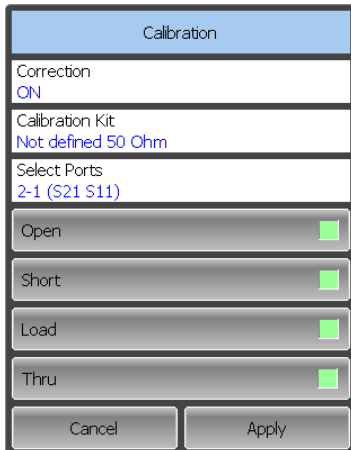 Calibration
Correction
ON
Calibration Kit
Not defined 50 Ohm
Select Ports
2-1 (S21 S11)
Open
Short
Load
Thru
Cancel Apply